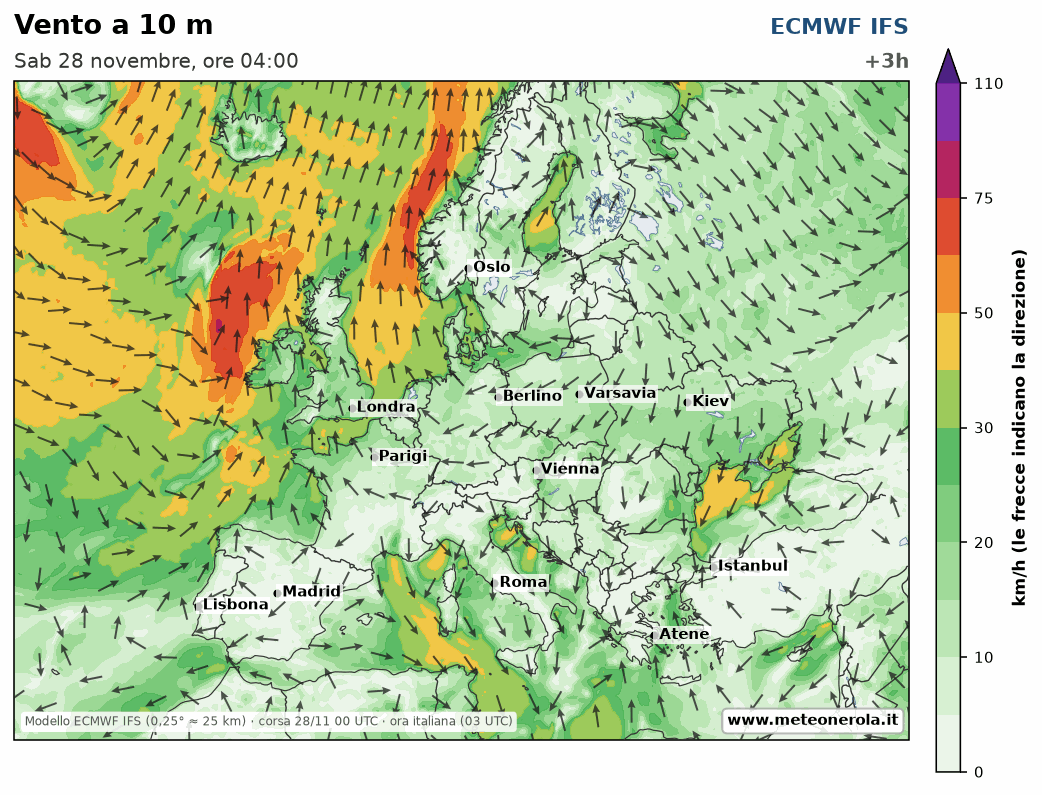 Vento a 10 m
ECMWF IFS
Sab 28 novembre, ore 04:00
+3h
110
75
50
30
20
10
0
km/h (le frecce indicano la direzione)
Oslo
Berlino
Varsavia
Kiev
Londra
Parigi
Vienna
Istanbul
Roma
Madrid
Lisbona
Atene
Modello ECMWF IFS (0,25° ≈ 25 km) · corsa 28/11 00 UTC · ora italiana (03 UTC)
www.meteonerola.it